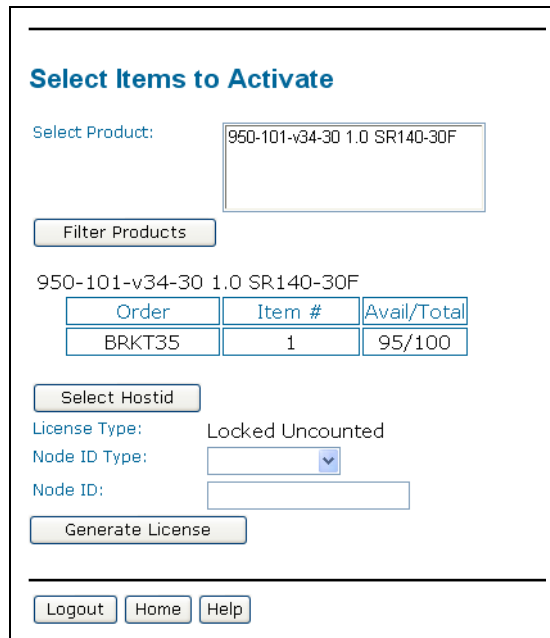 Select Items to Activate
Select Product:
950-101-v34-30 1.0 SR140-30F
Filter Products
950-101-v34-30 1.0 SR140-30F
Order Item # Avail/Total
BRKT35 1 95/100
Select Hostid
License Type: Locked Uncounted
Node ID Type:
Node ID:
Generate License
Logout Home Help